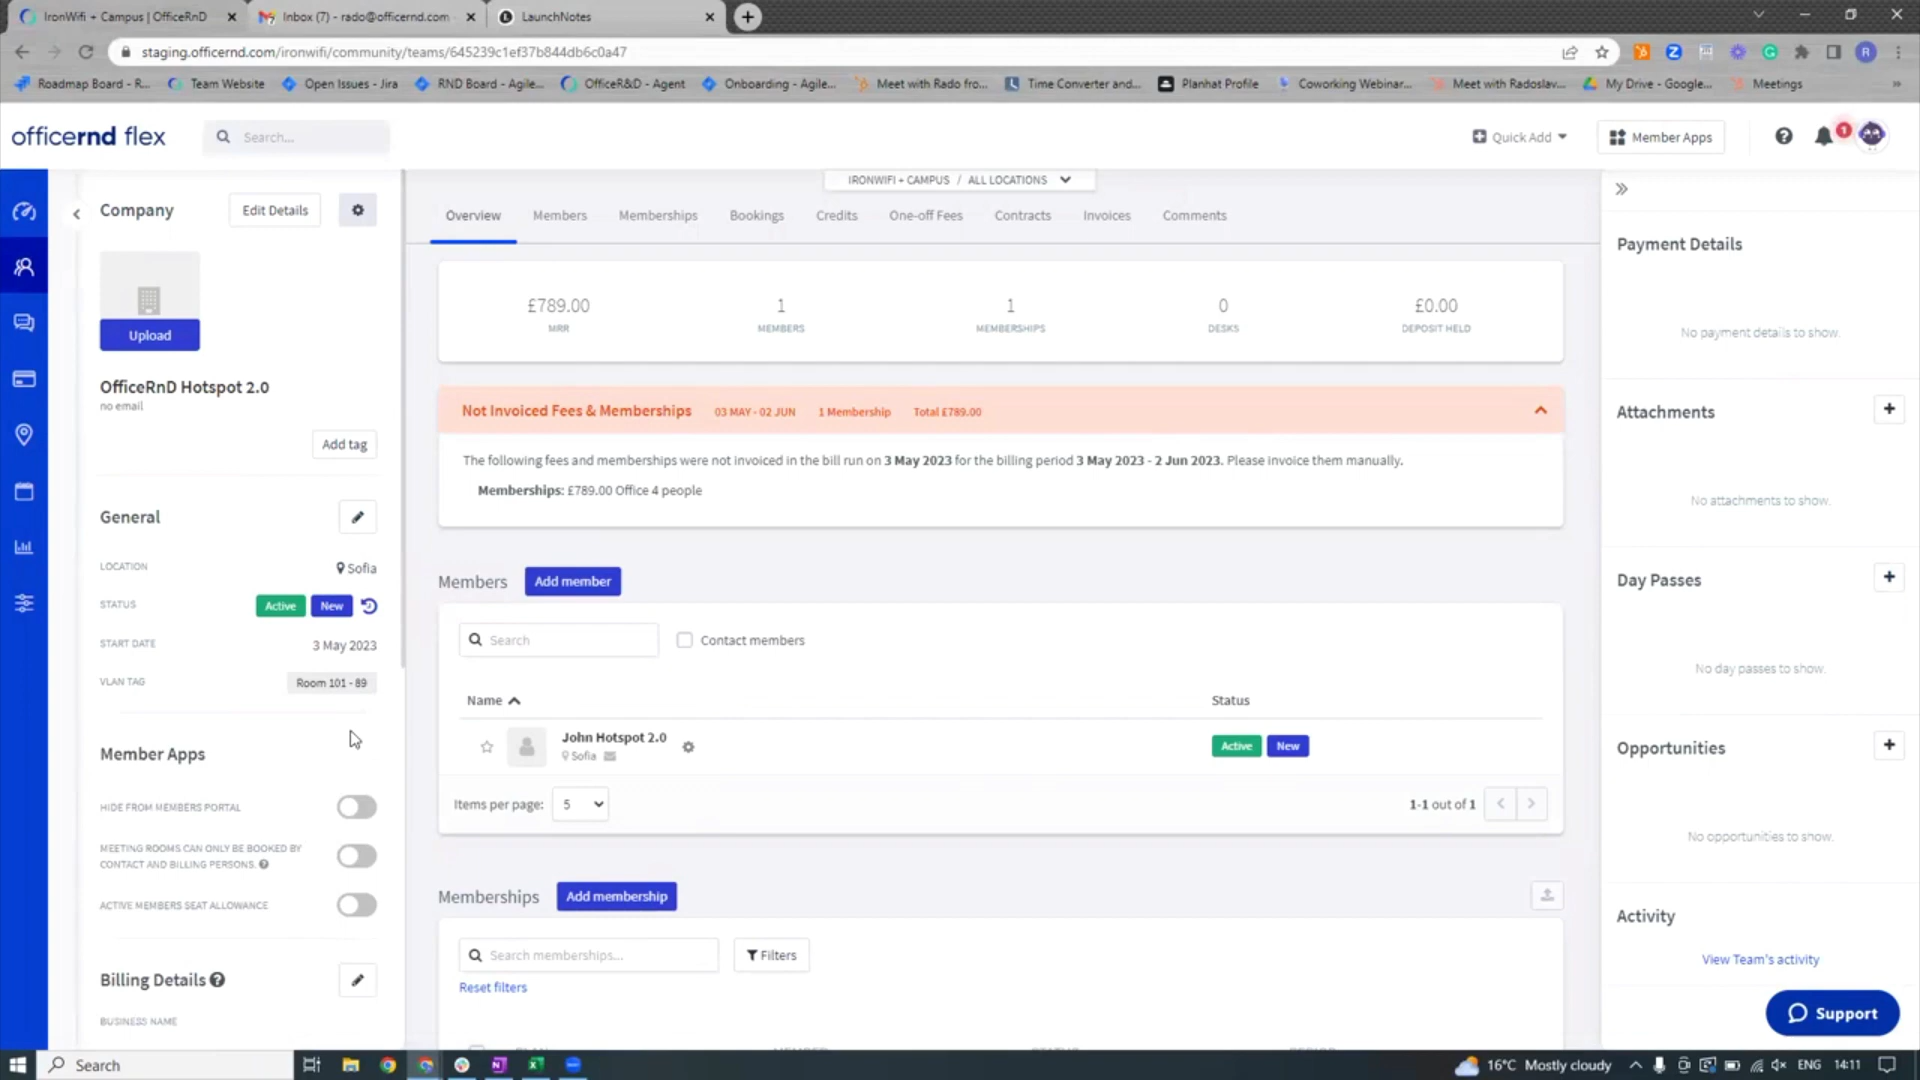 IronWifi + Campus | OfficeRnD
Inbox (7) - rado@officernd.com
LaunchNotes
staging.officernd.com/ironwifi/community/teams/645239c1ef37b844db6c0a47
Roadmap Board - R...
Team Website
Open Issues - Jira
RND Board - Agile...
OfficeR&D - Agent
Onboarding - Agile...
Meet with Rado fro...
Time Converter and...
Planhat Profile
Coworking Webinar...
Meet with Radoslav...
My Drive - Google...
Meetings
officernd flex
Search...
Quick Add
Member Apps
1
IRONWIFI + CAMPUS / ALL LOCATIONS
Company
Edit Details
Upload
OfficeRnD Hotspot 2.0
no email
Add tag
General
LOCATION
Sofia
STATUS
Active
New
START DATE
3 May 2023
VLAN TAG
Room 101 - 89
Member Apps
HIDE FROM MEMBERS PORTAL
MEETING ROOMS CAN ONLY BE BOOKED BY
CONTACT AND BILLING PERSONS.
ACTIVE MEMBERS SEAT ALLOWANCE
Billing Details
BUSINESS NAME
Overview
Members
Memberships
Bookings
Credits
One-off Fees
Contracts
Invoices
Comments
£789.00
MRR
1
MEMBERS
1
MEMBERSHIPS
0
DESKS
£0.00
DEPOSIT HELD
Not Invoiced Fees & Memberships
03 MAY - 02 JUN
1 Membership
Total £789.00
The following fees and memberships were not invoiced in the bill run on 3 May 2023 for the billing period 3 May 2023 - 2 Jun 2023. Please invoice them manually.
Memberships: £789.00 Office 4 people
Members
Add member
Search
Contact members
Name
Status
John Hotspot 2.0
Sofia
Active
New
Items per page:
5
1-1 out of 1
Memberships
Add membership
Search memberships...
Filters
Reset filters
Payment Details
No payment details to show.
Attachments
No attachments to show.
Day Passes
No day passes to show.
Opportunities
No opportunities to show.
Activity
View Team's activity
Support
Search
16°C Mostly cloudy
ENG
14:11